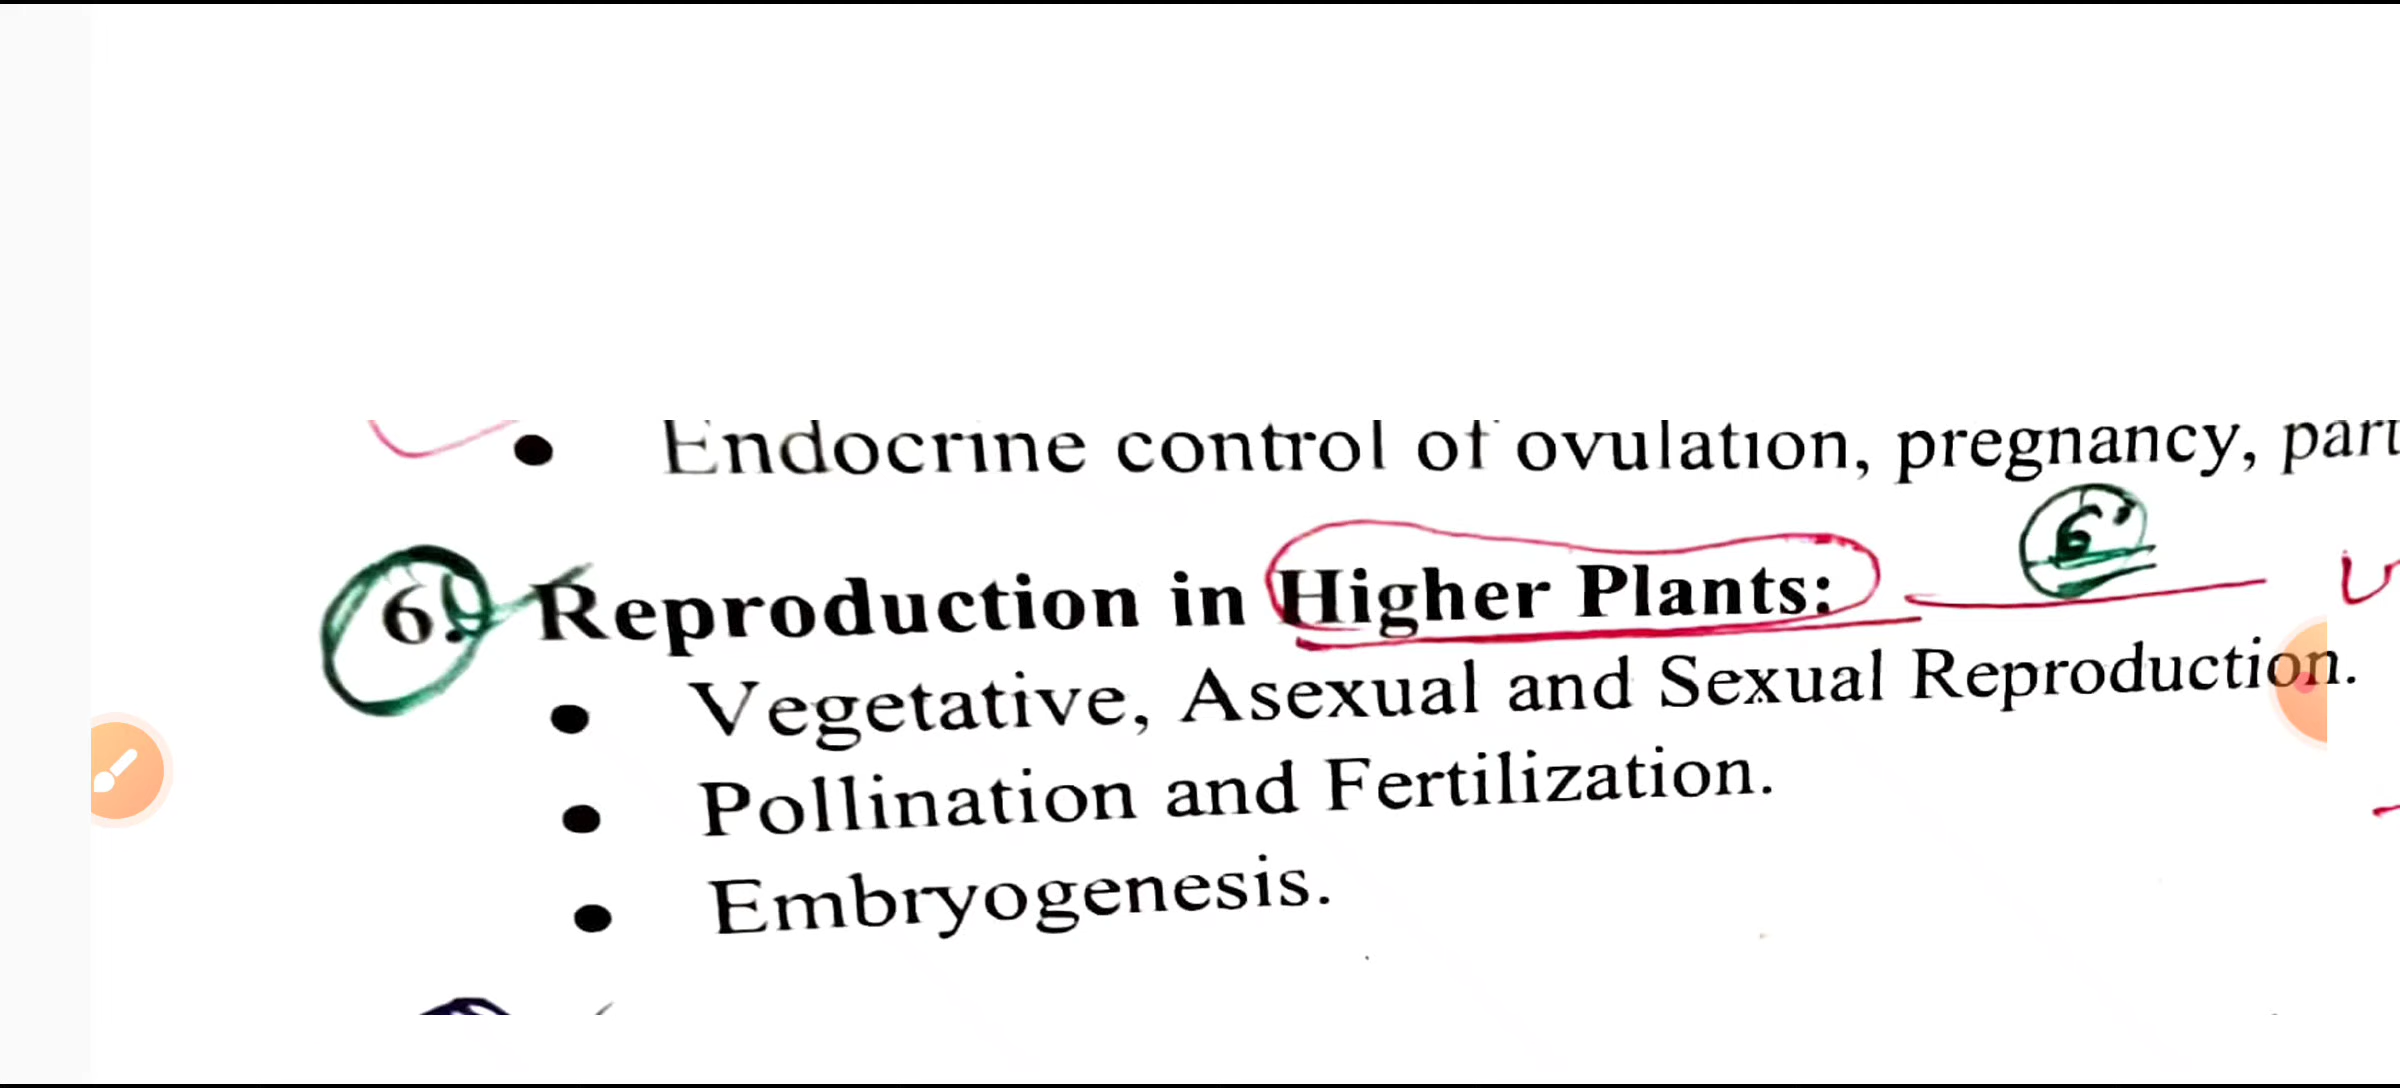 • Endocrine control of ovulation, pregnancy,
6
6. Reproduction in Higher Plants:
• Vegetative, Asexual and Sexual Reproduction.
• Pollination and Fertilization.
• Embryogenesis.